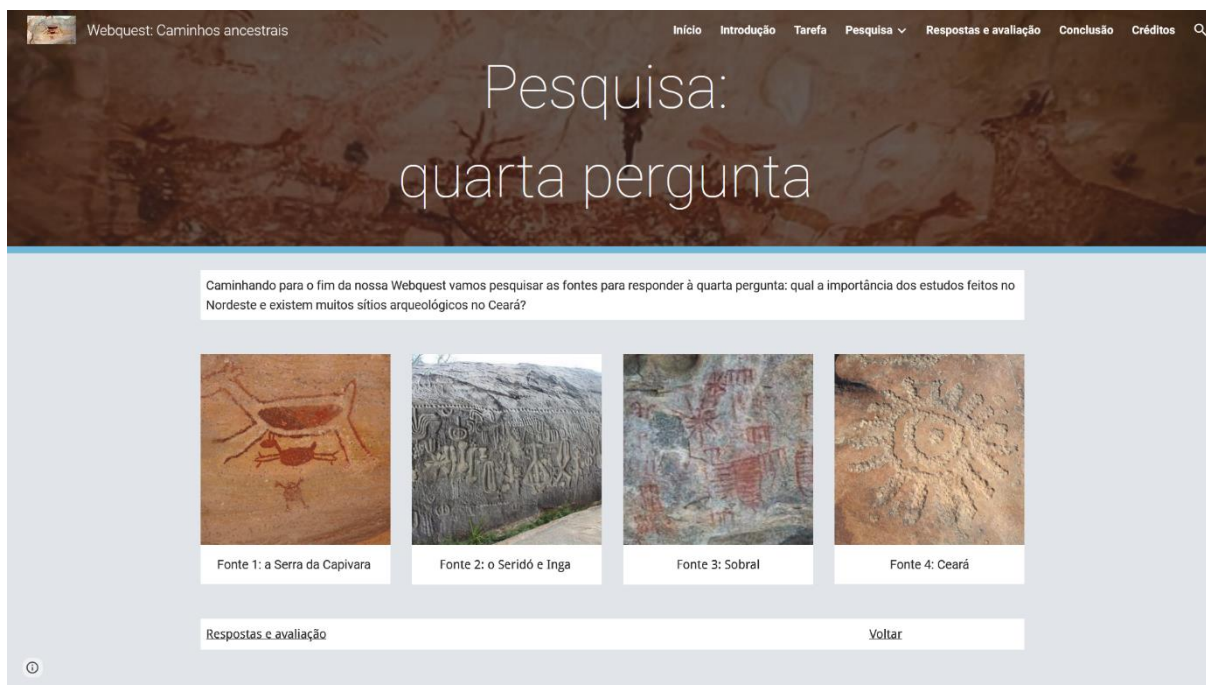 Webquest: Caminhos ancestrais
Início Introdução Tarefa Pesquisa Respostas e avaliação Conclusão Créditos
Pesquisa:
quarta pergunta
Caminhando para o fim da nossa Webquest vamos pesquisar as fontes para responder à quarta pergunta: qual a importância dos estudos feitos no
Nordeste e existem muitos sítios arqueológicos no Ceará?
Fonte 1: a Serra da Capivara
Fonte 2: o Seridó e Inga
Fonte 3: Sobral
Fonte 4: Ceará
Respostas e avaliação
Voltar